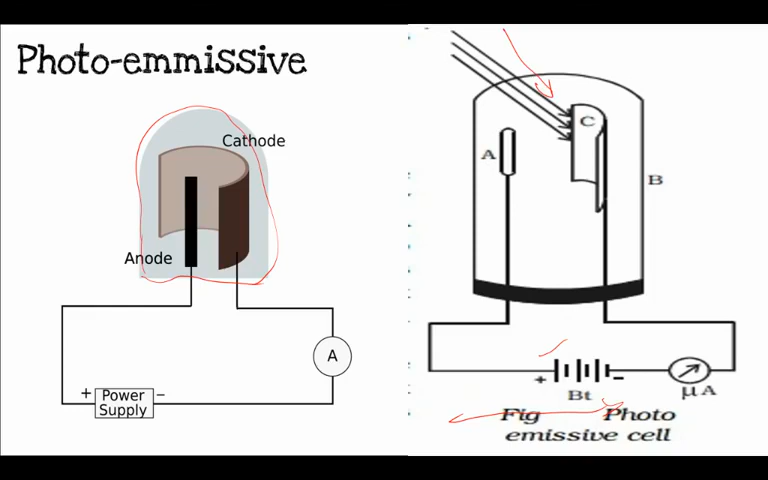 Photo-emmissive
Cathode
Anode
A
+
Power
Supply
−
C
A
B
+
Bt
−
μA
Fig Photo
emissive cell